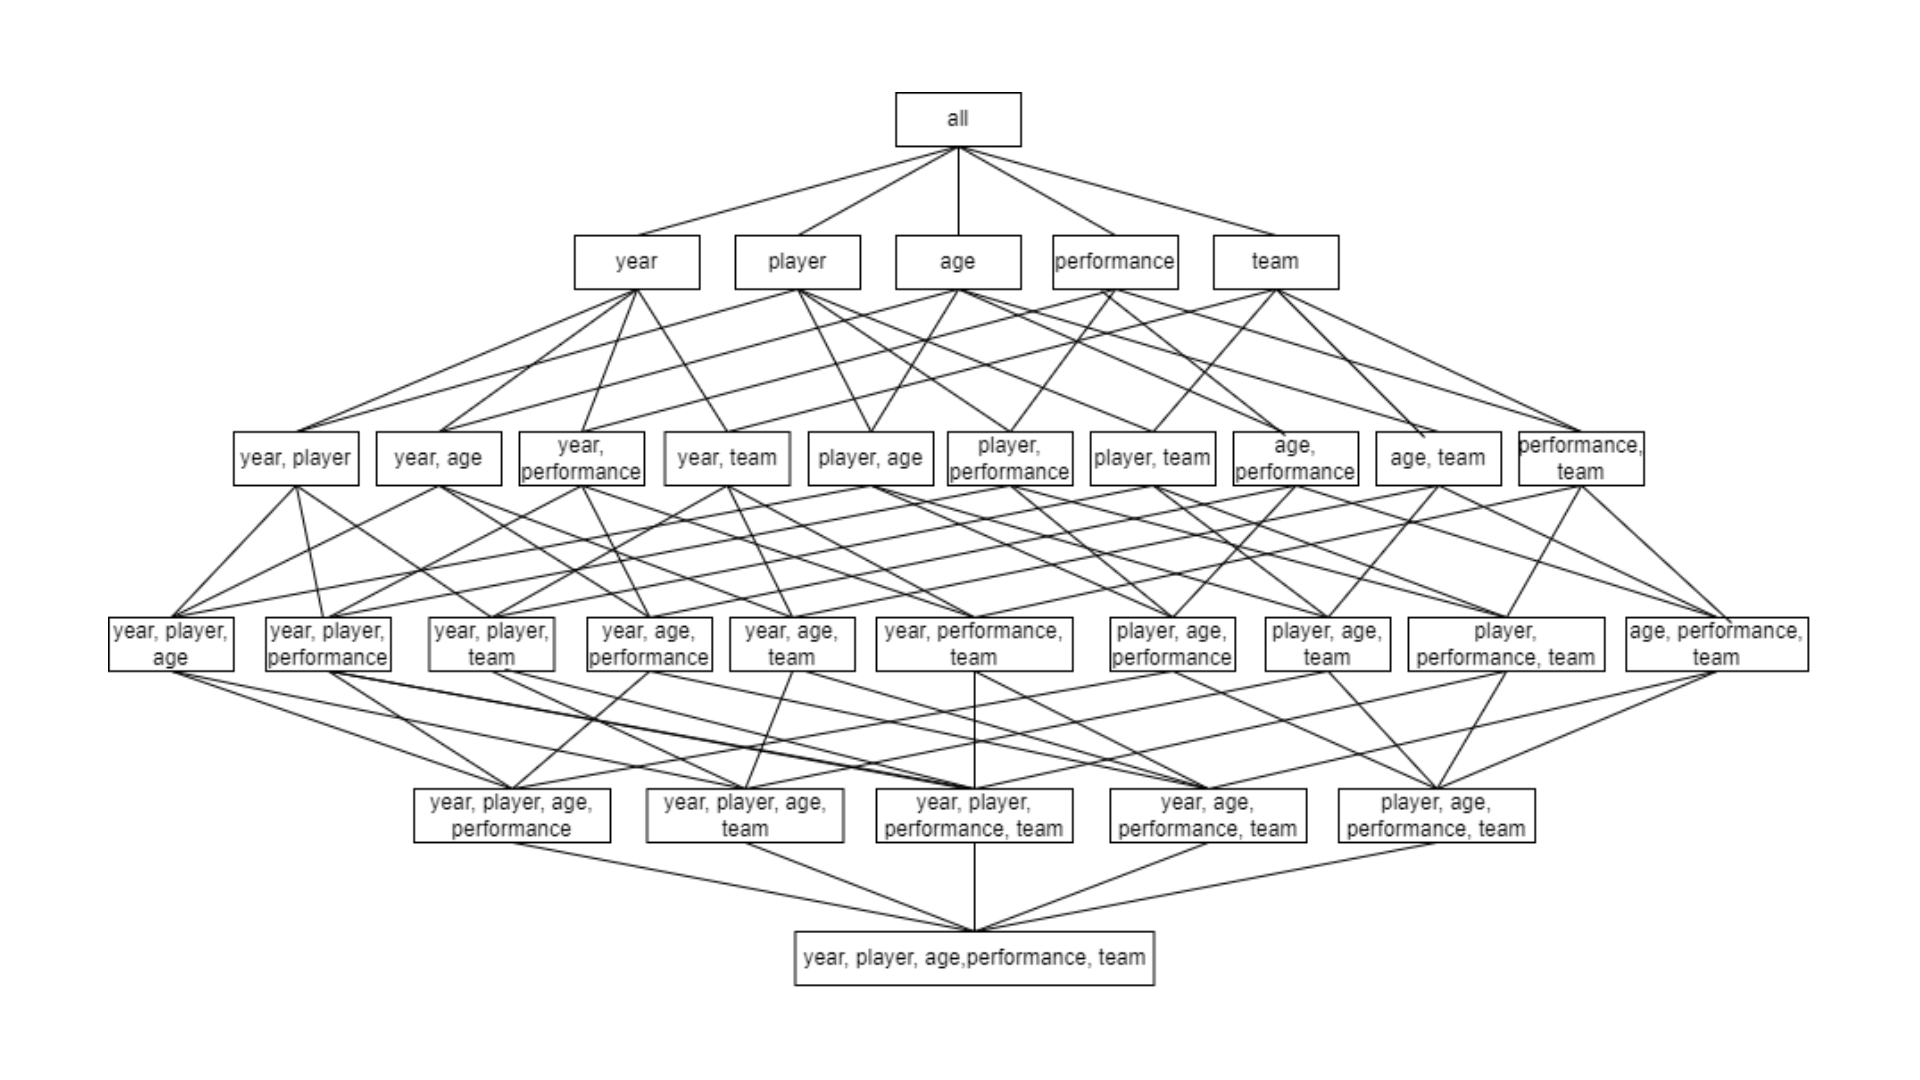 all
year
player
age
performance
team
year, player
year, age
year,
performance
year, team
player, age
player,
performance
player, team
age,
performance
age, team
performance,
team
year, player,
age
year, player,
performance
year, player,
team
year, age,
performance
year, age,
team
year, performance,
team
player, age,
performance
player, age,
team
player,
performance, team
age, performance,
team
year, player, age,
performance
year, player, age,
team
year, player,
performance, team
year, age,
performance, team
player, age,
performance, team
year, player, age,performance, team